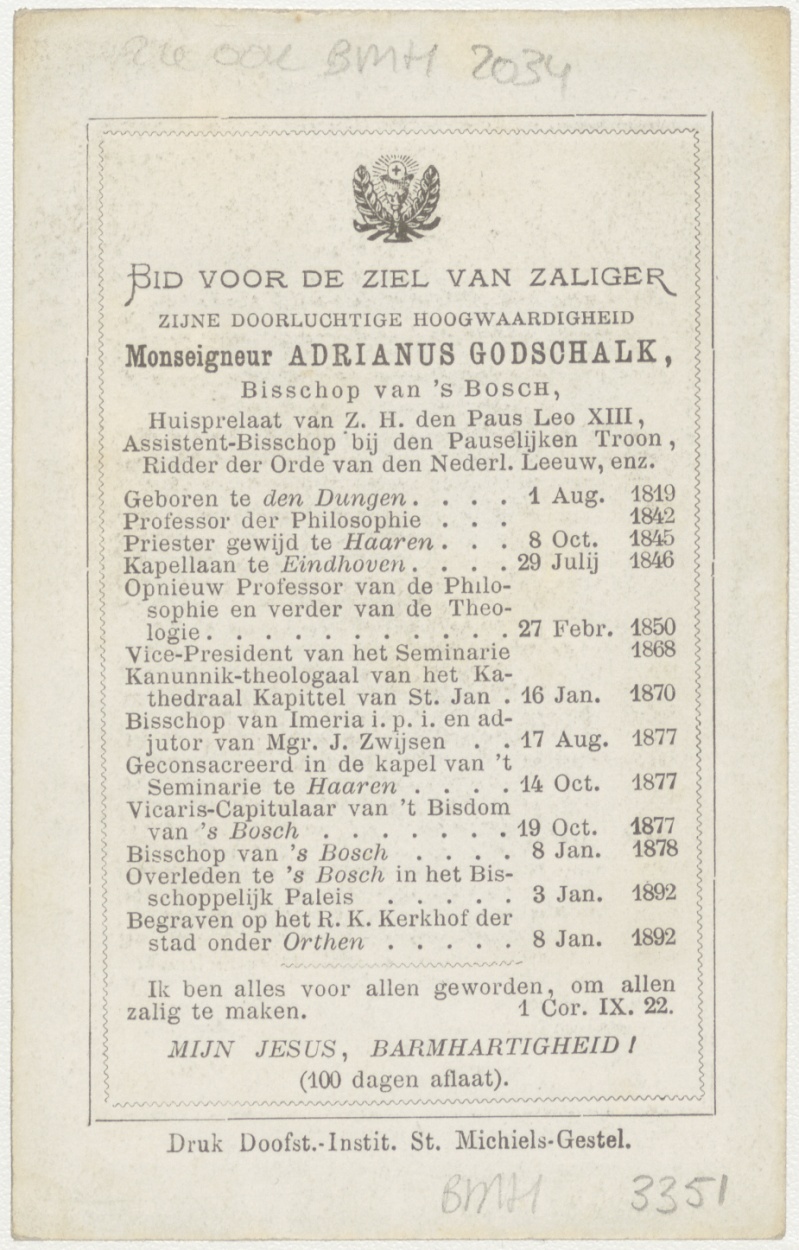 zie ook BMH 2034
BID VOOR DE ZIEL VAN ZALIGER
ZIJNE DOORLUCHTIGE HOOGWAARDIGHEID
Monseigneur ADRIANUS GODSCHALK,
Bisschop van 's BOSCH,
Huisprelaat van Z. H. den Paus Leo XIII,
Assistent-Bisschop bij den Pauselijken Troon,
Ridder der Orde van den Nederl. Leeuw, enz.
Geboren te den Dungen. . . . 1 Aug. 1819
Professor der Philosophie . . . 1842
Priester gewijd te Haaren . . . 8 Oct. 1845
Kapellaan te Eindhoven. . . . 29 Julij 1846
Opnieuw Professor van de Philo-
sophie en verder van de Theo-
logie . . . . . . . . . . . 27 Febr. 1850
Vice-President van het Seminarie 1868
Kanunnik-theologaal van het Ka-
thedraal Kapittel van St. Jan . 16 Jan. 1870
Bisschop van Imeria i. p. i. en ad-
jutor van Mgr. J. Zwijsen . . 17 Aug. 1877
Geconsacreerd in de kapel van 't
Seminarie te Haaren . . . . 14 Oct. 1877
Vicaris-Capitulaar van 't Bisdom
van 's Bosch . . . . . . . 19 Oct. 1877
Bisschop van 's Bosch . . . . 8 Jan. 1878
Overleden te 's Bosch in het Bis-
schoppelijk Paleis . . . . . 3 Jan. 1892
Begraven op het R. K. Kerkhof der
stad onder Orthen . . . . . 8 Jan. 1892
Ik ben alles voor allen geworden, om allen
zalig te maken. 1 Cor. IX. 22.
MIJN JESUS, BARMHARTIGHEID!
(100 dagen aflaat).
Druk Doofst.-Instit. St. Michiels-Gestel.
BMH 3351